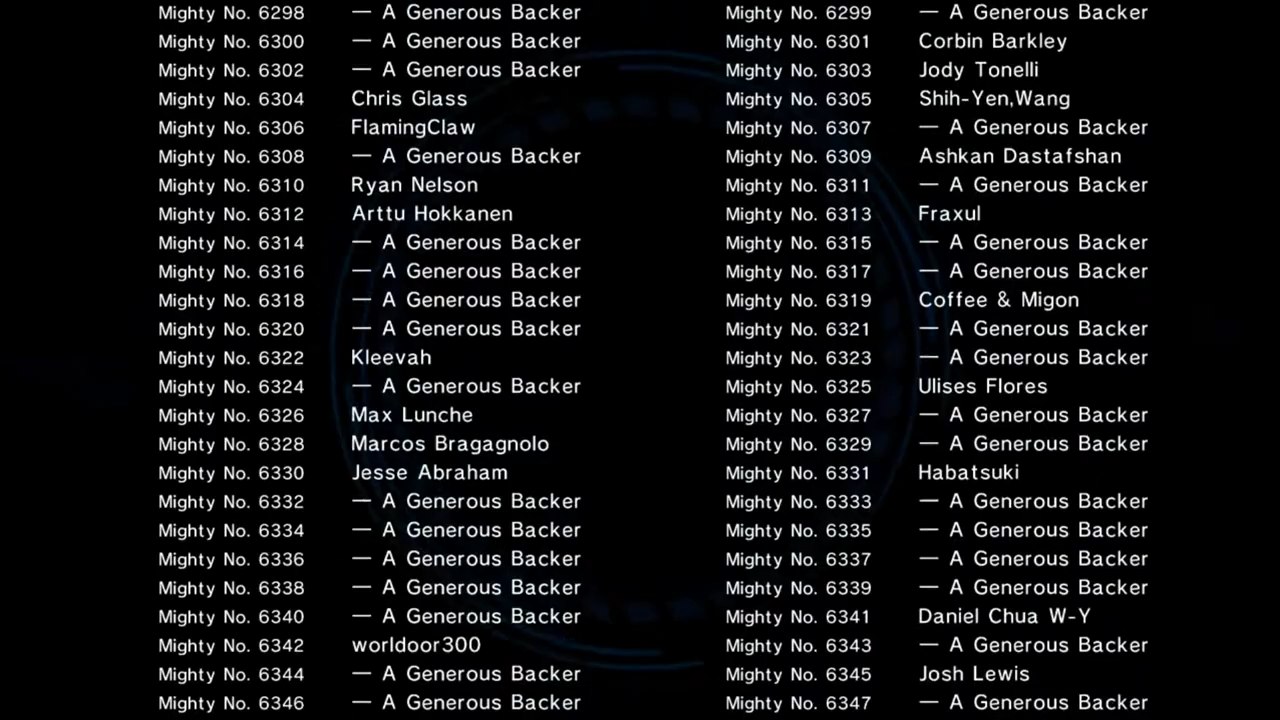 Mighty No. 6298 — A Generous Backer Mighty No. 6299 — A Generous Backer
Mighty No. 6300 — A Generous Backer Mighty No. 6301 Corbin Barkley
Mighty No. 6302 — A Generous Backer Mighty No. 6303 Jody Tonelli
Mighty No. 6304 Chris Glass Mighty No. 6305 Shih-Yen,Wang
Mighty No. 6306 FlamingClaw Mighty No. 6307 — A Generous Backer
Mighty No. 6308 — A Generous Backer Mighty No. 6309 Ashkan Dastafshan
Mighty No. 6310 Ryan Nelson Mighty No. 6311 — A Generous Backer
Mighty No. 6312 Arttu Hokkanen Mighty No. 6313 Fraxul
Mighty No. 6314 — A Generous Backer Mighty No. 6315 — A Generous Backer
Mighty No. 6316 — A Generous Backer Mighty No. 6317 — A Generous Backer
Mighty No. 6318 — A Generous Backer Mighty No. 6319 Coffee & Migon
Mighty No. 6320 — A Generous Backer Mighty No. 6321 — A Generous Backer
Mighty No. 6322 Kleevah Mighty No. 6323 — A Generous Backer
Mighty No. 6324 — A Generous Backer Mighty No. 6325 Ulises Flores
Mighty No. 6326 Max Lunche Mighty No. 6327 — A Generous Backer
Mighty No. 6328 Marcos Bragagnolo Mighty No. 6329 — A Generous Backer
Mighty No. 6330 Jesse Abraham Mighty No. 6331 Habatsuki
Mighty No. 6332 — A Generous Backer Mighty No. 6333 — A Generous Backer
Mighty No. 6334 — A Generous Backer Mighty No. 6335 — A Generous Backer
Mighty No. 6336 — A Generous Backer Mighty No. 6337 — A Generous Backer
Mighty No. 6338 — A Generous Backer Mighty No. 6339 — A Generous Backer
Mighty No. 6340 — A Generous Backer Mighty No. 6341 Daniel Chua W-Y
Mighty No. 6342 worldoor300 Mighty No. 6343 — A Generous Backer
Mighty No. 6344 — A Generous Backer Mighty No. 6345 Josh Lewis
Mighty No. 6346 — A Generous Backer Mighty No. 6347 — A Generous Backer